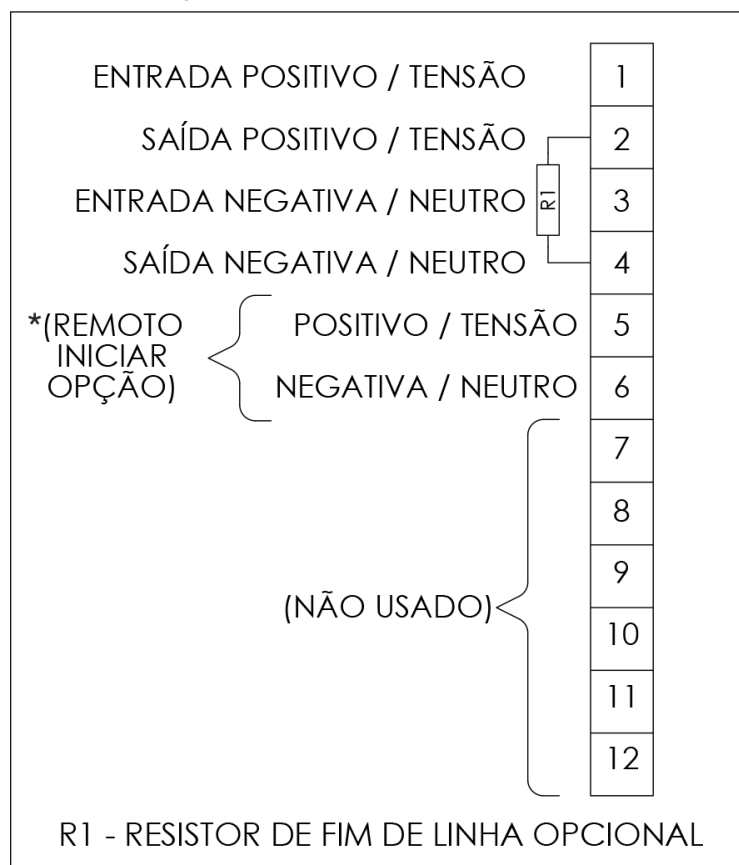 ENTRADA POSITIVO / TENSÃO 1
SAÍDA POSITIVO / TENSÃO 2
ENTRADA NEGATIVA / NEUTRO R1 3
SAÍDA NEGATIVA / NEUTRO 4
*(REMOTO
INICIAR
OPÇÃO)
POSITIVO / TENSÃO 5
NEGATIVA / NEUTRO 6
7
8
9
(NÃO USADO)
10
11
12
R1 - RESISTOR DE FIM DE LINHA OPCIONAL